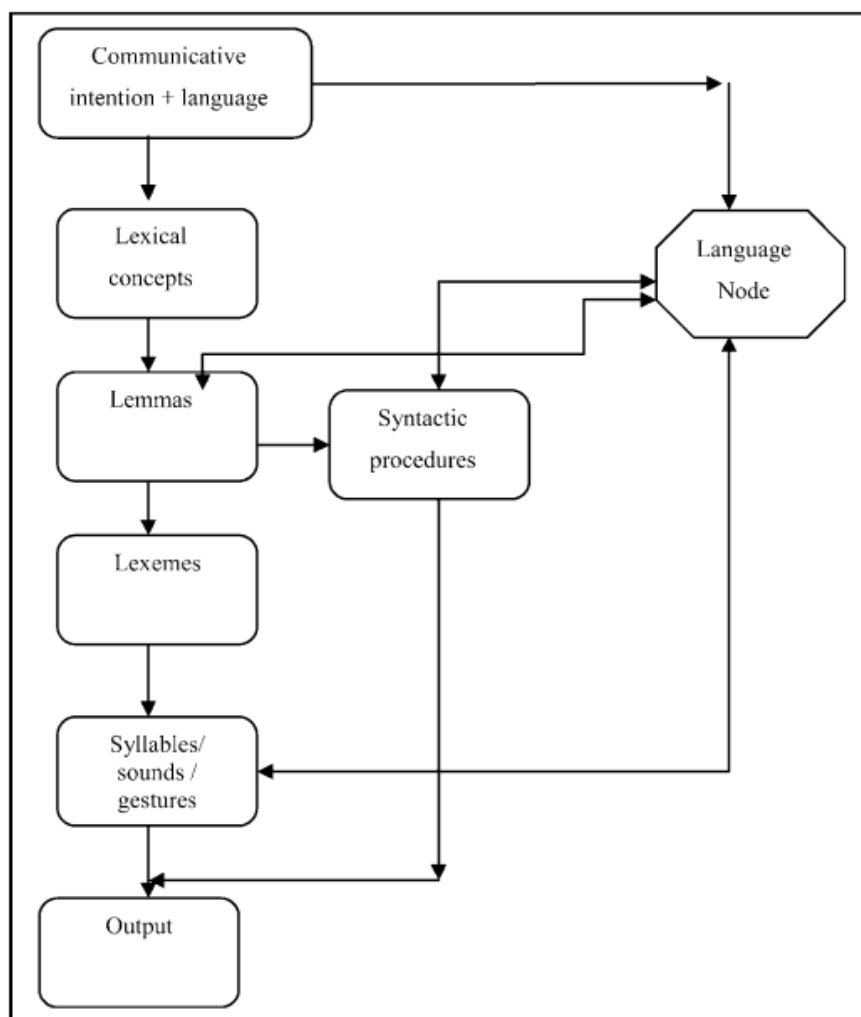 Communicative
intention + language
Lexical
concepts
Language
Node
Lemmas
Syntactic
procedures
Lexemes
Syllables/
sounds /
gestures
Output